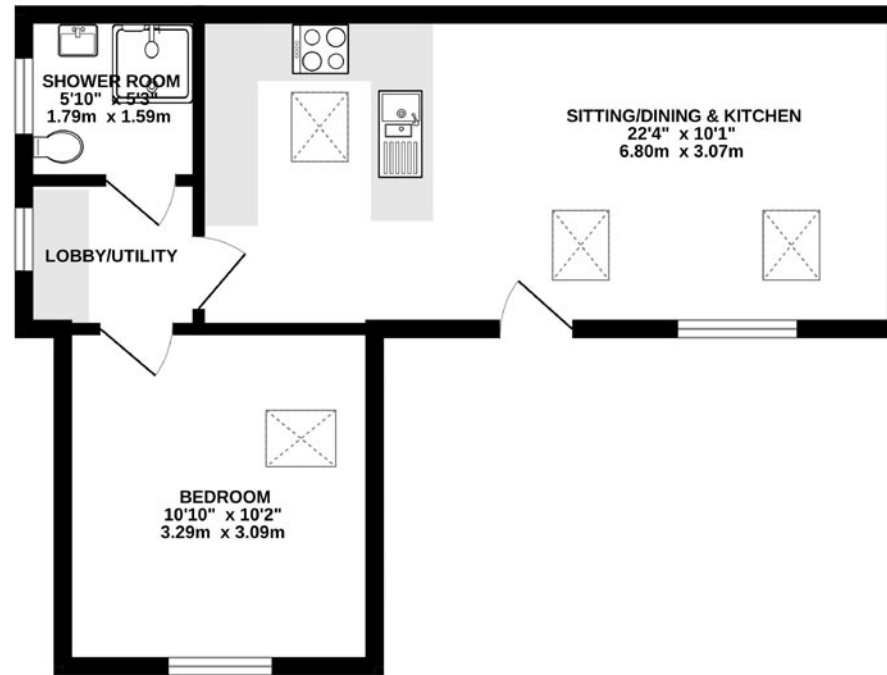 SHOWER ROOM
5'10" x 5'3"
1.79m x 1.59m
SITTING/DINING & KITCHEN
22'4" x 10'1"
6.80m x 3.07m
LOBBY/UTILITY
BEDROOM
10'10" x 10'2"
3.29m x 3.09m